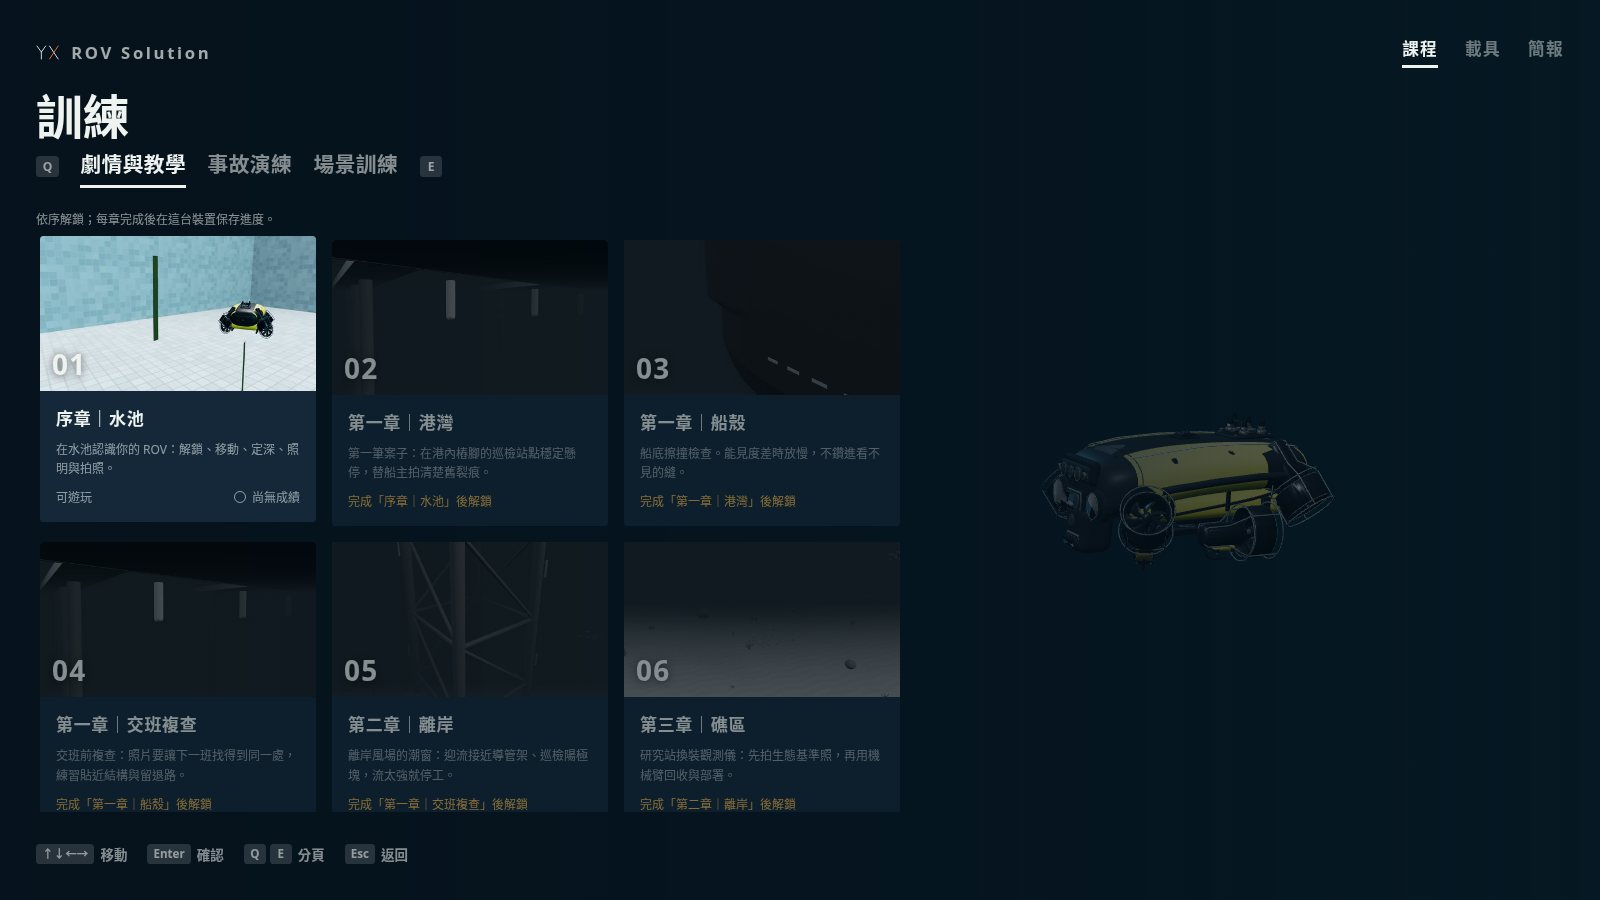 YX ROV Solution
課程 載具 簡報
訓練
Q 劇情與教學 事故演練 場景訓練 E
依序解鎖；每章完成後在這台裝置保存進度。
01
序章｜水池
在水池認識你的 ROV：解鎖、移動、定深、照
明與拍照。
可遊玩 尚無成績
02
第一章｜港灣
第一筆案子：在港內樁腳的巡檢站點穩定懸
停，替船主拍清楚舊裂痕。
完成「序章｜水池」後解鎖
03
第一章｜船殼
船底擦撞檢查。能見度差時放慢，不鑽進看不
見的縫。
完成「第一章｜港灣」後解鎖
04
第一章｜交班複查
交班前複查：照片要讓下一班找得到同一處，
練習貼近結構與留退路。
完成「第一章｜船殼」後解鎖
05
第二章｜離岸
離岸風場的潮窗：迎流接近導管架、巡檢陽極
塊，流太強就停工。
完成「第一章｜交班複查」後解鎖
06
第三章｜礁區
研究站換裝觀測儀：先拍生態基準照，再用機
械臂回收與部署。
完成「第二章｜離岸」後解鎖
↑↓←→ 移動 Enter 確認 Q E 分頁 Esc 返回